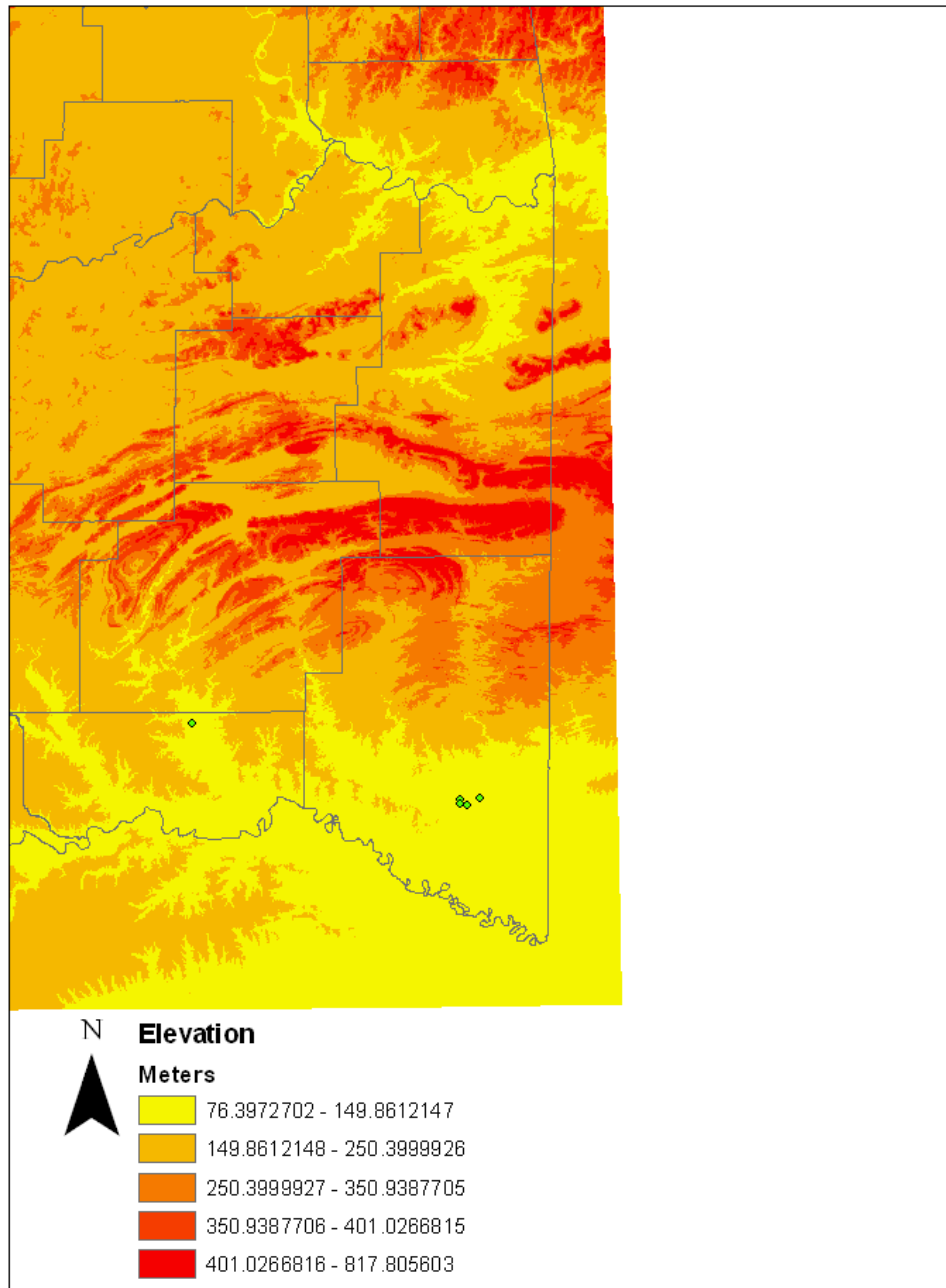 N
Elevation
Meters
76.3972702 - 149.8612147
149.8612148 - 250.3999926
250.3999927 - 350.9387705
350.9387706 - 401.0266815
401.0266816 - 817.805603